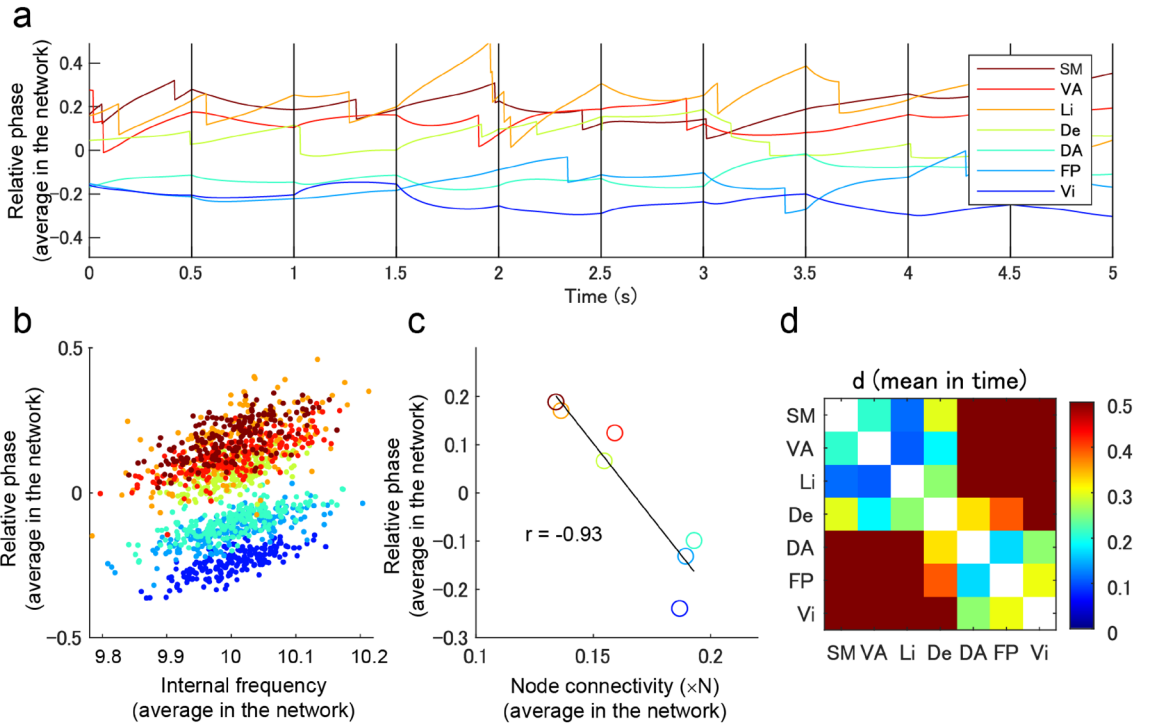 a
Relative phase
(average in the network)
0.4
0.2
0
−0.2
−0.4
0 0.5 1 1.5 2 2.5 3 3.5 4 4.5 5
Time (s)
SM
VA
Li
De
DA
FP
Vi
b
Relative phase
(average in the network)
0.5
0
−0.5
9.8 9.9 10 10.1 10.2
Internal frequency
(average in the network)
c
Relative phase
(average in the network)
0.2
0.1
0
−0.1
−0.2
−0.3
r = -0.93
0.1 0.15 0.2
Node connectivity (×N)
(average in the network)
d
d (mean in time)
SM
VA
Li
De
DA
FP
Vi
SM VA Li De DA FP Vi
0.5
0.4
0.3
0.2
0.1
0